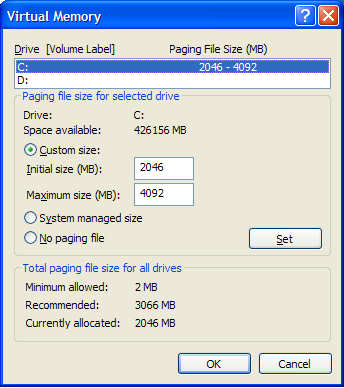 Virtual Memory
Drive [Volume Label] Paging File Size (MB)
C: 2046 - 4092
D:
Paging file size for selected drive
Drive: C:
Space available: 426156 MB
Custom size:
Initial size (MB): 2046
Maximum size (MB): 4092
System managed size
No paging file
Set
Total paging file size for all drives
Minimum allowed: 2 MB
Recommended: 3066 MB
Currently allocated: 2046 MB
OK Cancel